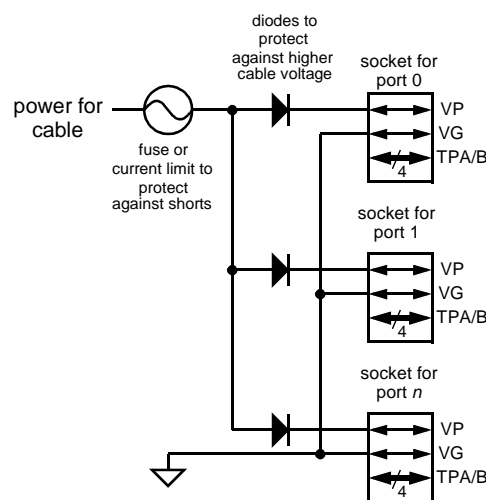 diodes to
protect
against higher
cable voltage
socket for
port 0
power for
cable
fuse or
current limit to
protect
against shorts
VP
VG
TPA/B
4
socket for
port 1
VP
VG
TPA/B
4
socket for
port n
VP
VG
TPA/B
4